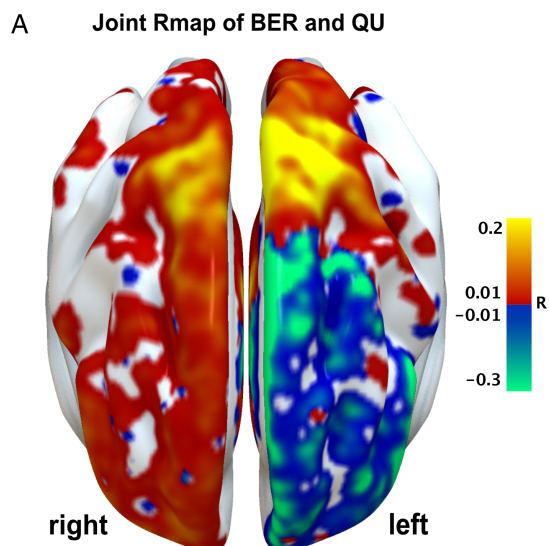 A
Joint Rmap of BER and QU
0.2
0.01
-0.01
R
−0.3
right
left